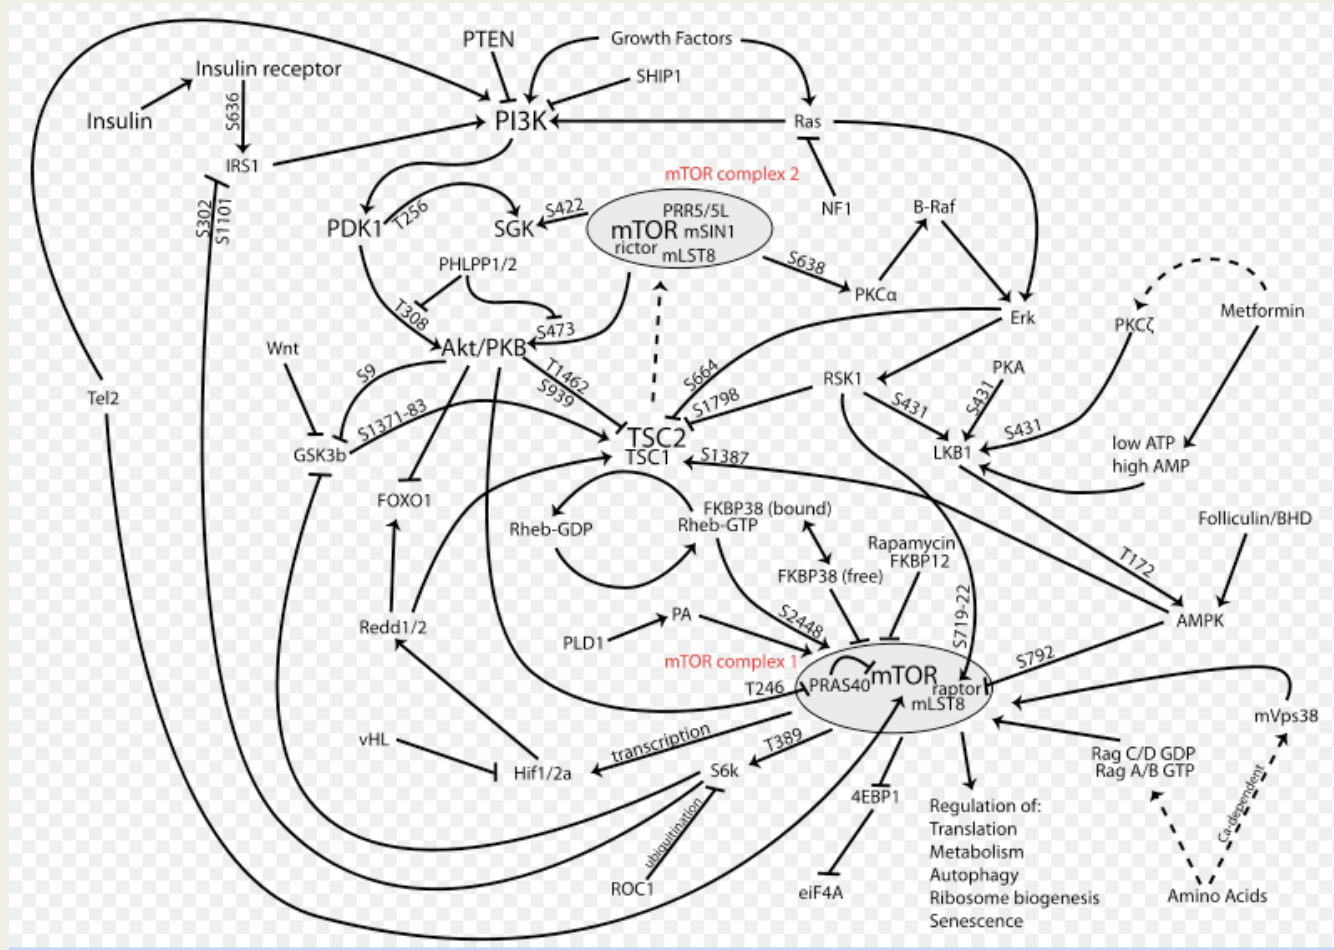 PTEN
Growth Factors
Insulin receptor
SHIP1
S636
Insulin
PI3K
Ras
IRS1
mTOR complex 2
S302
S1101
PDK1
T256
SGK
S422
PRR5/5L
mTOR mSIN1
rictor
mLST8
NF1
B-Raf
PHLPP1/2
S638
PKCα
T308
S473
Erk
PKCζ
Metformin
Wnt
Akt/PKB
S9
T1462
S939
S664
RSK1
PKA
Tel2
S1371-83
S1798
S431
S431
S431
GSK3b
TSC2
TSC1
S1387
LKB1
low ATP
high AMP
FOXO1
Rheb-GDP
FKBP38 (bound)
Rheb-GTP
Folliculin/BHD
Rapamycin
FKBP12
FKBP38 (free)
T172
Redd1/2
PLD1
PA
S2448
S719-22
AMPK
mTOR complex 1
S792
T246
PRAS40
mTOR
raptor
mLST8
mVps38
vHL
transcription
T389
Rag C/D GDP
Rag A/B GTP
Hif1/2a
S6k
4EBP1
Ca-dependent
ubiquitination
Regulation of:
Translation
Metabolism
Autophagy
Ribosome biogenesis
Senescence
ROC1
eiF4A
Amino Acids